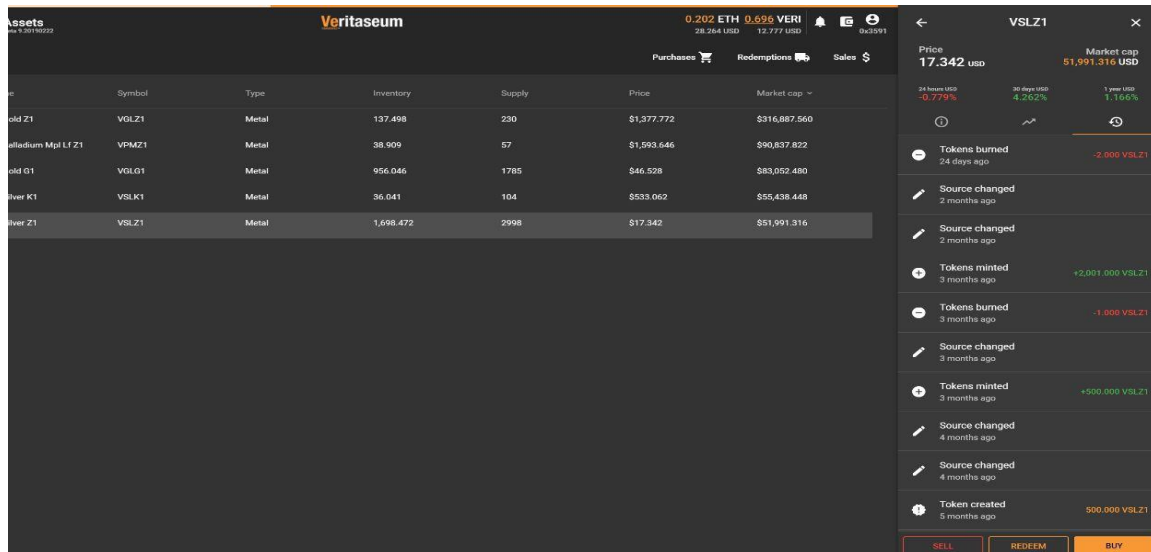 Assets
Veritaseum
0.202 ETH 0.696 VERI
28.264 USD 12.777 USD
0x3591
Beta 9.20190222
Purchases Redemptions Sales $
Symbol Type Inventory Supply Price Market cap
old Z1 VGLZ1 Metal 137.498 230 $1,377.772 $316,887.560
alladium Mpl Lf Z1 VPMZ1 Metal 38.909 57 $1,593.646 $90,837.822
old G1 VGLG1 Metal 956.046 1785 $46.528 $83,052.480
ilver K1 VSLK1 Metal 36.041 104 $533.062 $55,438.448
ilver Z1 VSLZ1 Metal 1,698.472 2998 $17.342 $51,991.316
VSLZ1
Price Market cap
17.342 USD 51,991.316 USD
24 hours USD 30 days USD 1 year USD
-0.779% 4.262% 1.166%
Tokens burned -2.000 VSLZ1
24 days ago
Source changed
2 months ago
Source changed
2 months ago
Tokens minted +2,001.000 VSLZ1
3 months ago
Tokens burned -1.000 VSLZ1
3 months ago
Source changed
3 months ago
Tokens minted +500.000 VSLZ1
3 months ago
Source changed
4 months ago
Source changed
4 months ago
Token created 500.000 VSLZ1
5 months ago
SELL REDEEM BUY